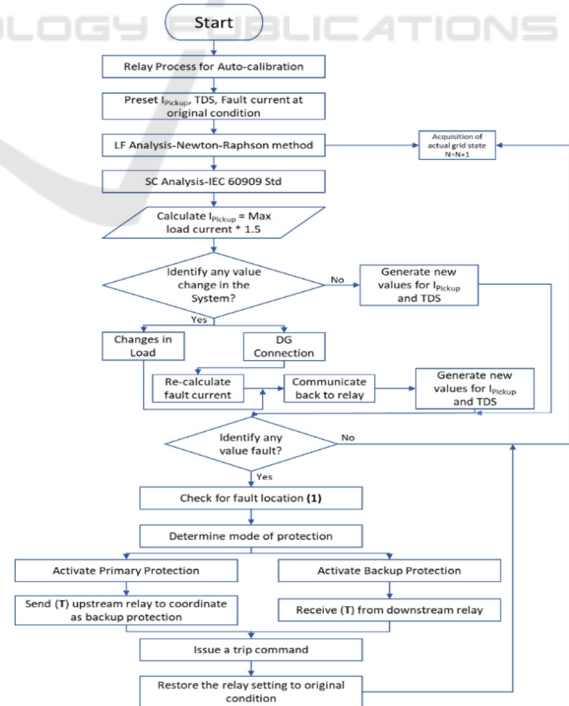 LOGY PUBLICATIONS
Start
Relay Process for Auto-calibration
Preset IPickup, TDS, Fault current at
original condition
LF Analysis-Newton-Raphson method
Acquisition of
actual grid state
N=N+1
SC Analysis-IEC 60909 Std
Calculate IPickup = Max
load current * 1.5
Identify any value
change in the
System?
No
Generate new
values for IPickup
and TDS
Yes
Changes in
Load
DG
Connection
Re-calculate
fault current
Communicate
back to relay
Generate new
values for IPickup
and TDS
Identify any
value fault?
No
Yes
Check for fault location (1)
Determine mode of protection
Activate Primary Protection
Activate Backup Protection
Send (T) upstream relay to coordinate
as backup protection
Receive (T) from downstream relay
Issue a trip command
Restore the relay setting to original
condition